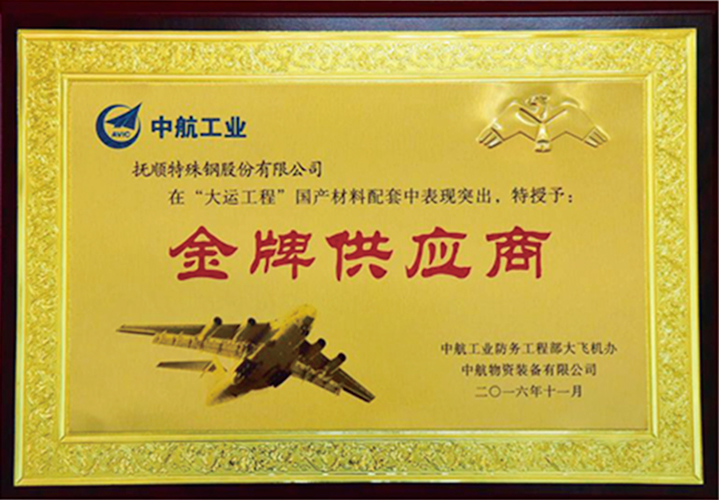 AVIC
中航工业
抚顺特殊钢股份有限公司
在“大运工程”国产材料配套中表现突出，特授予：
金牌供应商
中航工业防务工程部大飞机办
中航物资装备有限公司
二〇一六年十一月